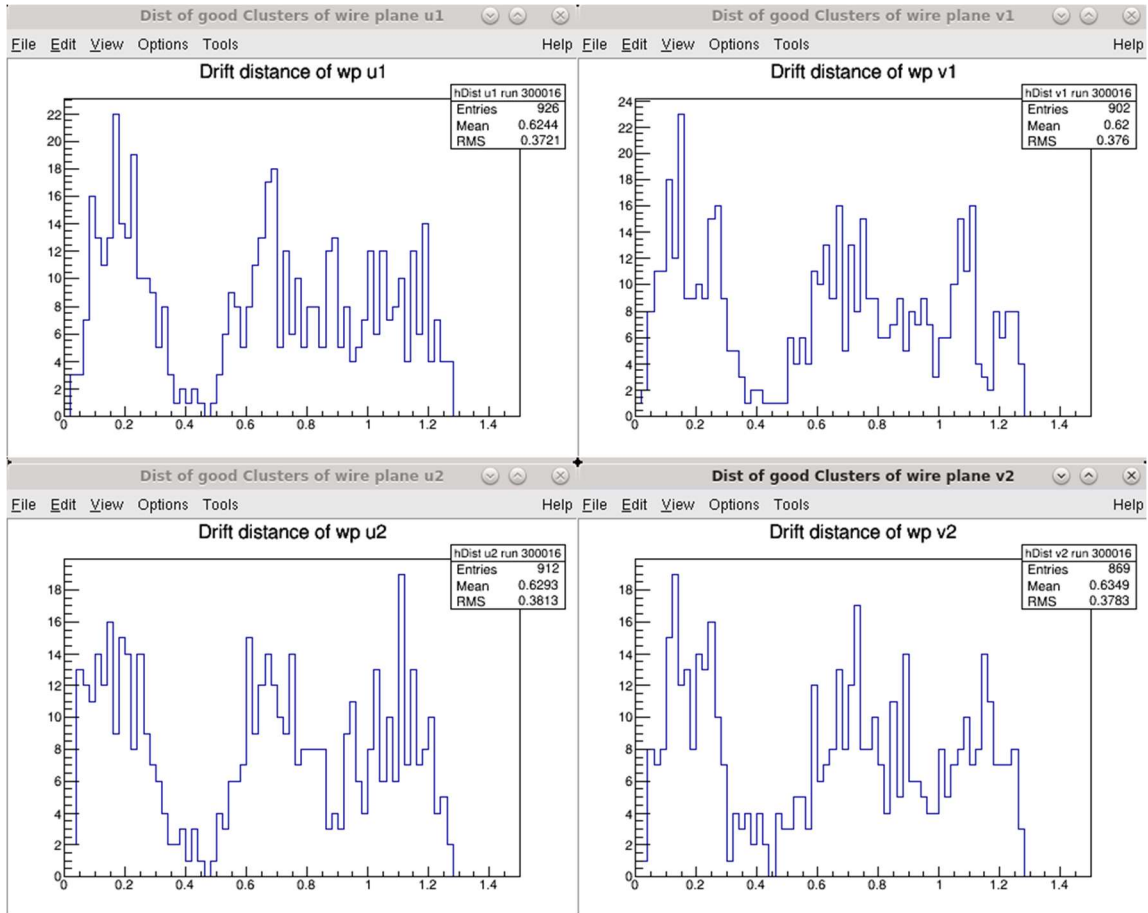 Dist of good Clusters of wire plane u1
File Edit View Options Tools Help
Drift distance of wp u1
hDist u1 run 300016
Entries 926
Mean 0.6244
RMS 0.3721
22
20
18
16
14
12
10
8
6
4
2
0
0 0.2 0.4 0.6 0.8 1 1.2 1.4
Dist of good Clusters of wire plane v1
File Edit View Options Tools Help
Drift distance of wp v1
hDist v1 run 300016
Entries 902
Mean 0.62
RMS 0.376
24
22
20
18
16
14
12
10
8
6
4
2
0
0 0.2 0.4 0.6 0.8 1 1.2 1.4
Dist of good Clusters of wire plane u2
File Edit View Options Tools Help
Drift distance of wp u2
hDist u2 run 300016
Entries 912
Mean 0.6293
RMS 0.3813
18
16
14
12
10
8
6
4
2
0
0 0.2 0.4 0.6 0.8 1 1.2 1.4
Dist of good Clusters of wire plane v2
File Edit View Options Tools Help
Drift distance of wp v2
hDist v2 run 300016
Entries 869
Mean 0.6349
RMS 0.3783
18
16
14
12
10
8
6
4
2
0
0 0.2 0.4 0.6 0.8 1 1.2 1.4